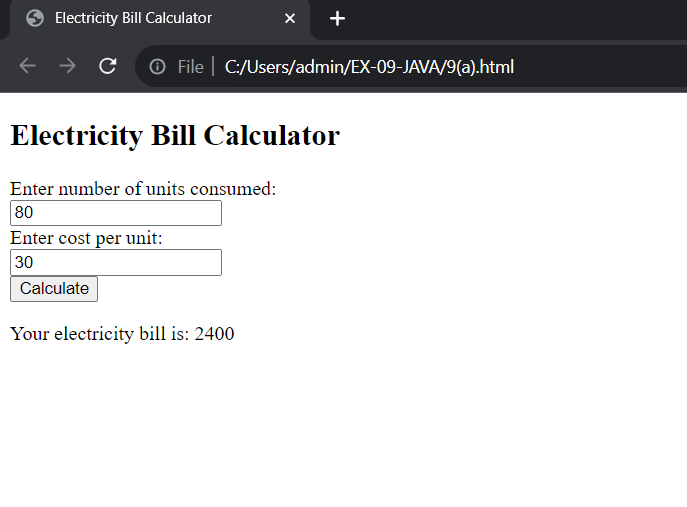 Electricity Bill Calculator
File C:/Users/admin/EX-09-JAVA/9(a).html
Electricity Bill Calculator
Enter number of units consumed:
80
Enter cost per unit:
30
Calculate
Your electricity bill is: 2400